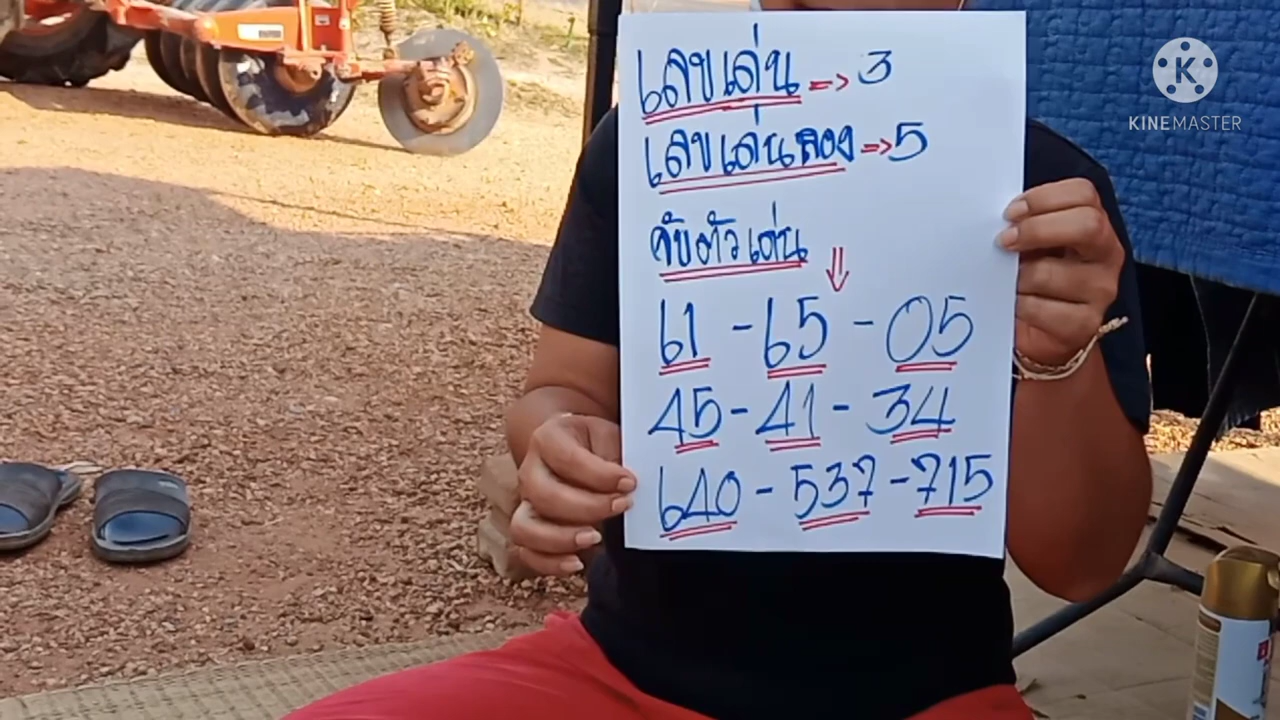 เลขเด่น => 3
เลขเด่นรอง => 5
จับตัวเด่น
61 - 65 - 05
45 - 41 - 34
640 - 537 - 715
K
KINEMASTER